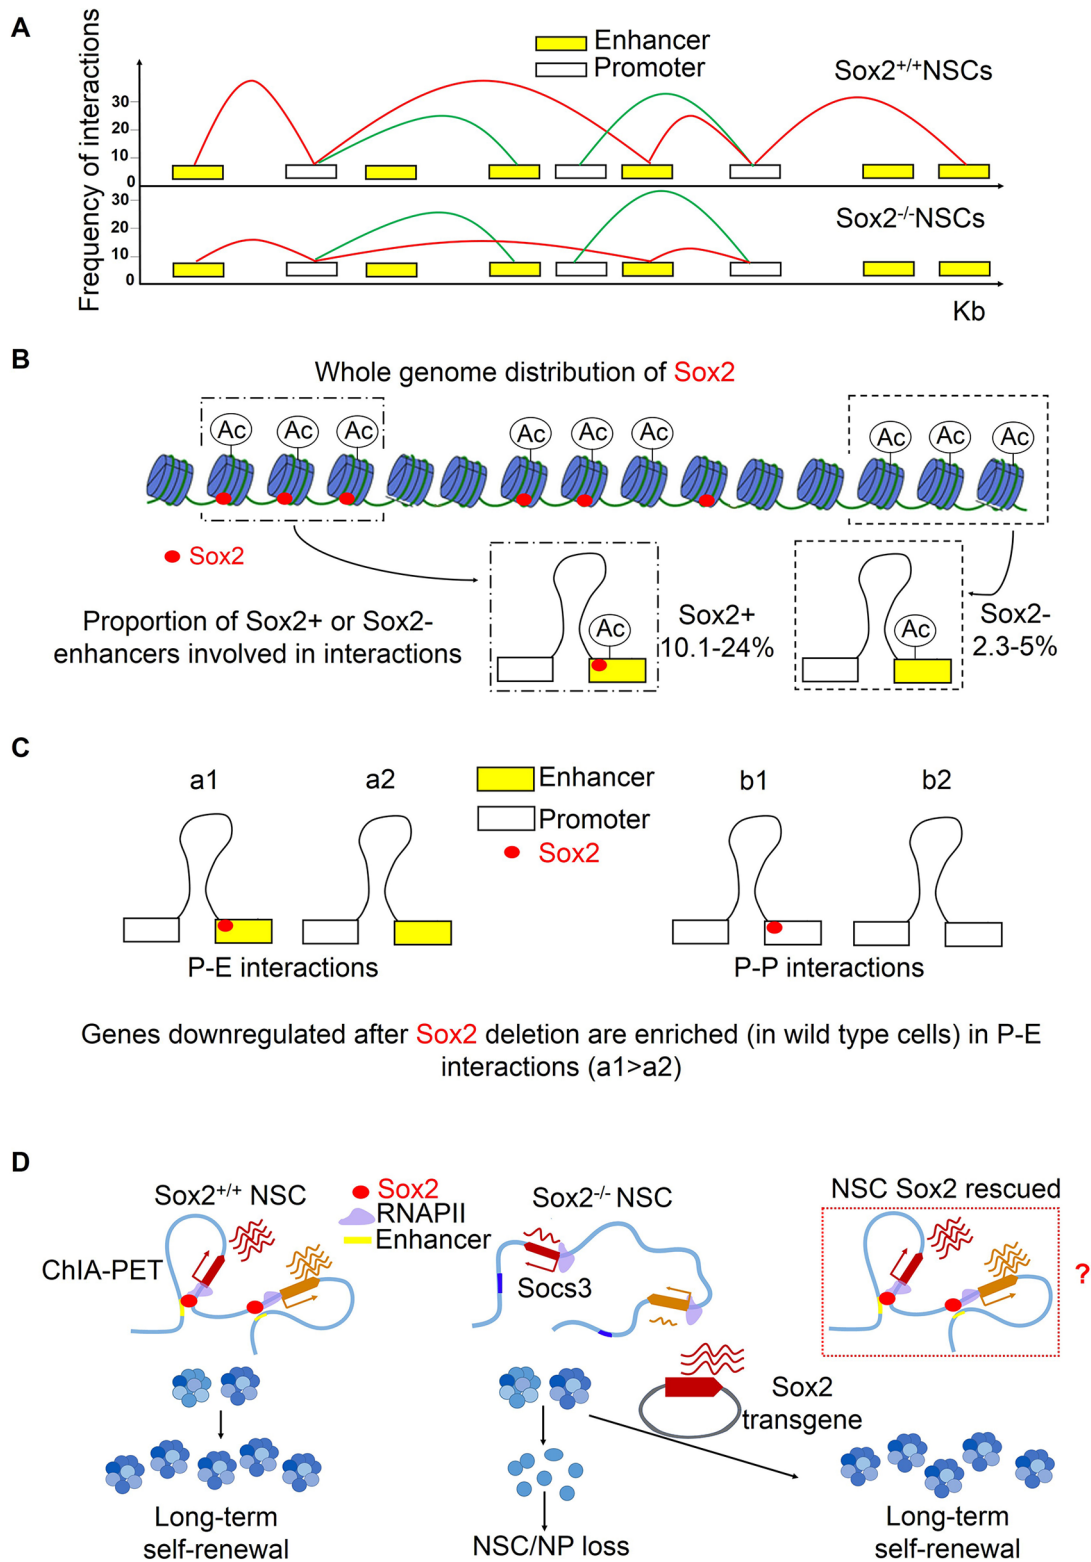 A
Frequency of interactions
Enhancer
Promoter
Sox2+/+NSCs
30
20
10
0
Sox2-/-NSCs
30
20
10
0
Kb
B
Whole genome distribution of Sox2
Ac Ac Ac Ac Ac Ac Ac Ac Ac
Sox2
Proportion of Sox2+ or Sox2-
enhancers involved in interactions
Ac
Sox2+
10.1-24%
Ac
Sox2-
2.3-5%
C
a1 a2
Enhancer
Promoter
Sox2
b1 b2
P-E interactions
P-P interactions
Genes downregulated after Sox2 deletion are enriched (in wild type cells) in P-E
interactions (a1>a2)
D
Sox2+/+ NSC
Sox2
RNAPII
Enhancer
ChIA-PET
Sox2-/- NSC
Socs3
NSC Sox2 rescued
?
Sox2
transgene
Long-term
self-renewal
NSC/NP loss
Long-term
self-renewal